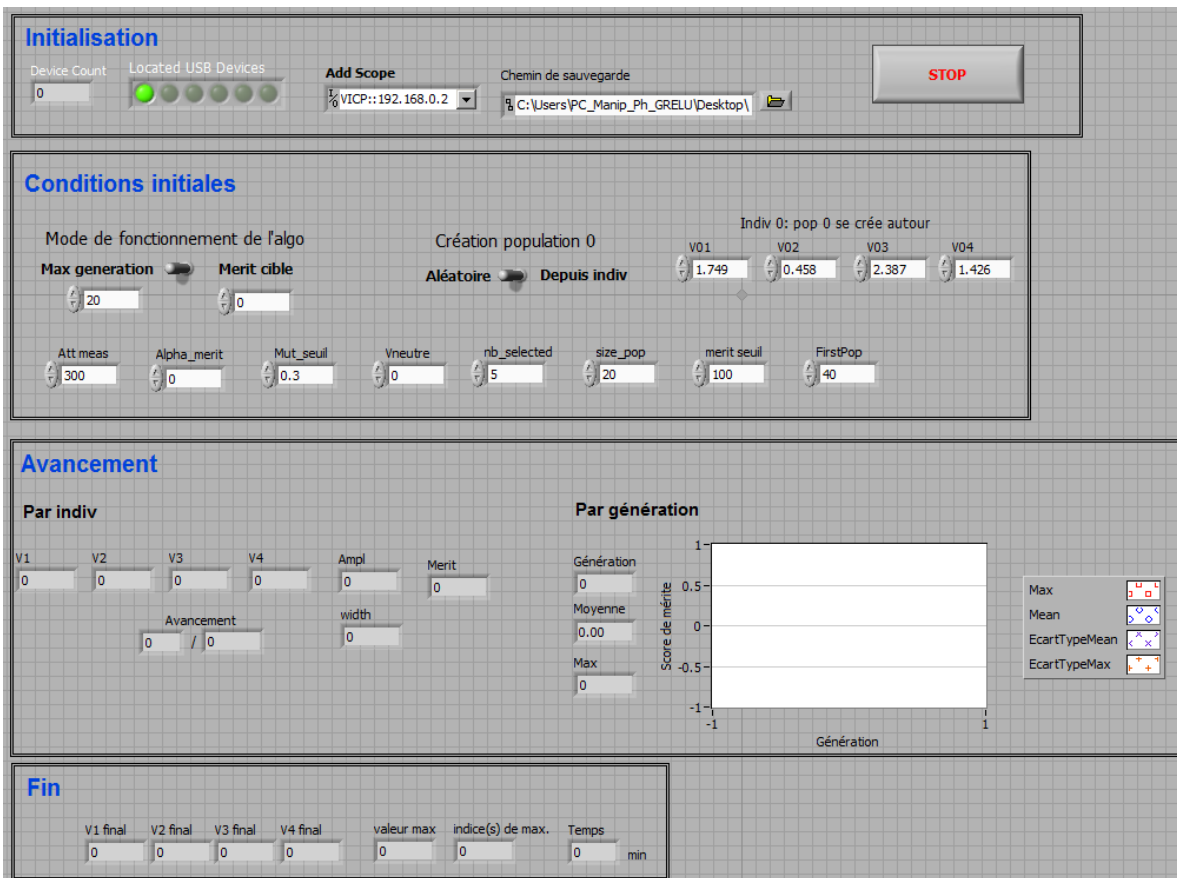 Initialisation
Device Count
0
Located USB Devices
Add Scope
VICP::192.168.0.2
Chemin de sauvegarde
C:\Users\PC_Manip_Ph_GRELU\Desktop\
STOP
Conditions initiales
Mode de fonctionnement de l'algo
Max generation
Merit cible
20
0
Création population 0
Aléatoire
Depuis indiv
Indiv 0: pop 0 se crée autour
V01 V02 V03 V04
1.749 0.458 2.387 1.426
Att meas Alpha_merit Mut_seuil Vneutre nb_selected size_pop merit seuil FirstPop
300 0 0.3 0 5 20 100 40
Avancement
Par indiv
V1 V2 V3 V4 Ampl Merit
0 0 0 0 0 0
Avancement
0 / 0
width
0
Par génération
Génération
0
Moyenne
0.00
Max
0
Score de mérite
1
0.5
0
-0.5
-1
-1 1
Génération
Max
Mean
EcartTypeMean
EcartTypeMax
Fin
V1 final V2 final V3 final V4 final valeur max indice(s) de max. Temps
0 0 0 0 0 0 0 min